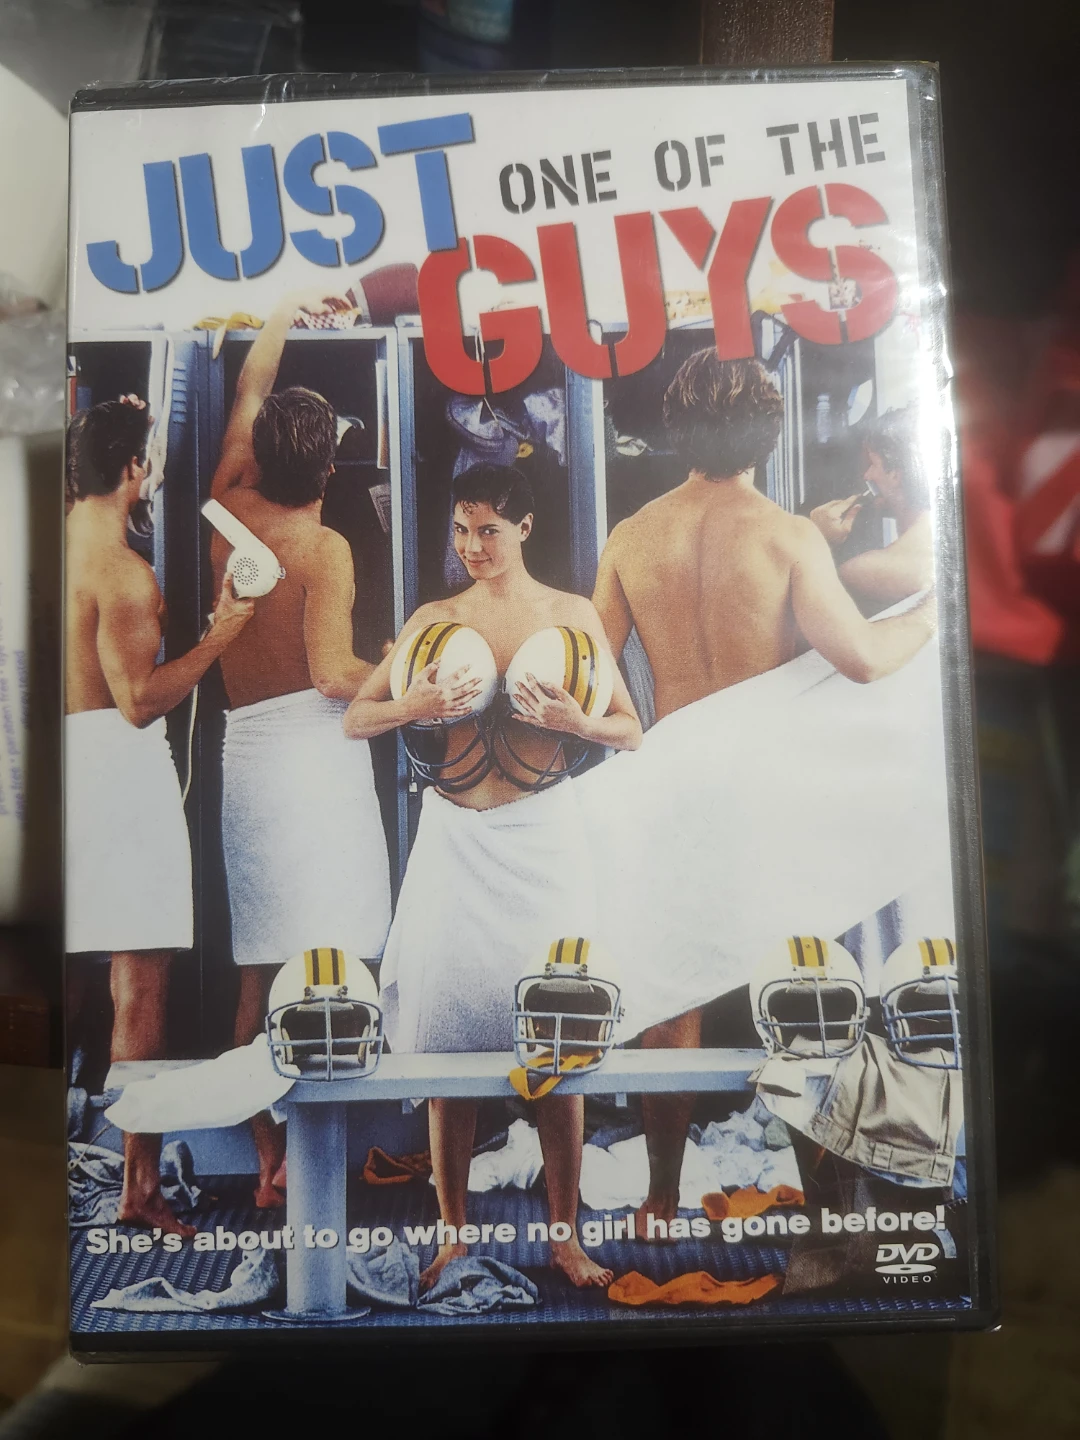 JUST ONE OF THE
GUYS
She's about to go where no girl has gone before!
DVD
VIDEO